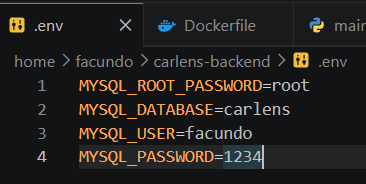 .env
Dockerfile
main
home > facundo > carlens-backend > .env
1 MYSQL_ROOT_PASSWORD=root
2 MYSQL_DATABASE=carlens
3 MYSQL_USER=facundo
4 MYSQL_PASSWORD=1234